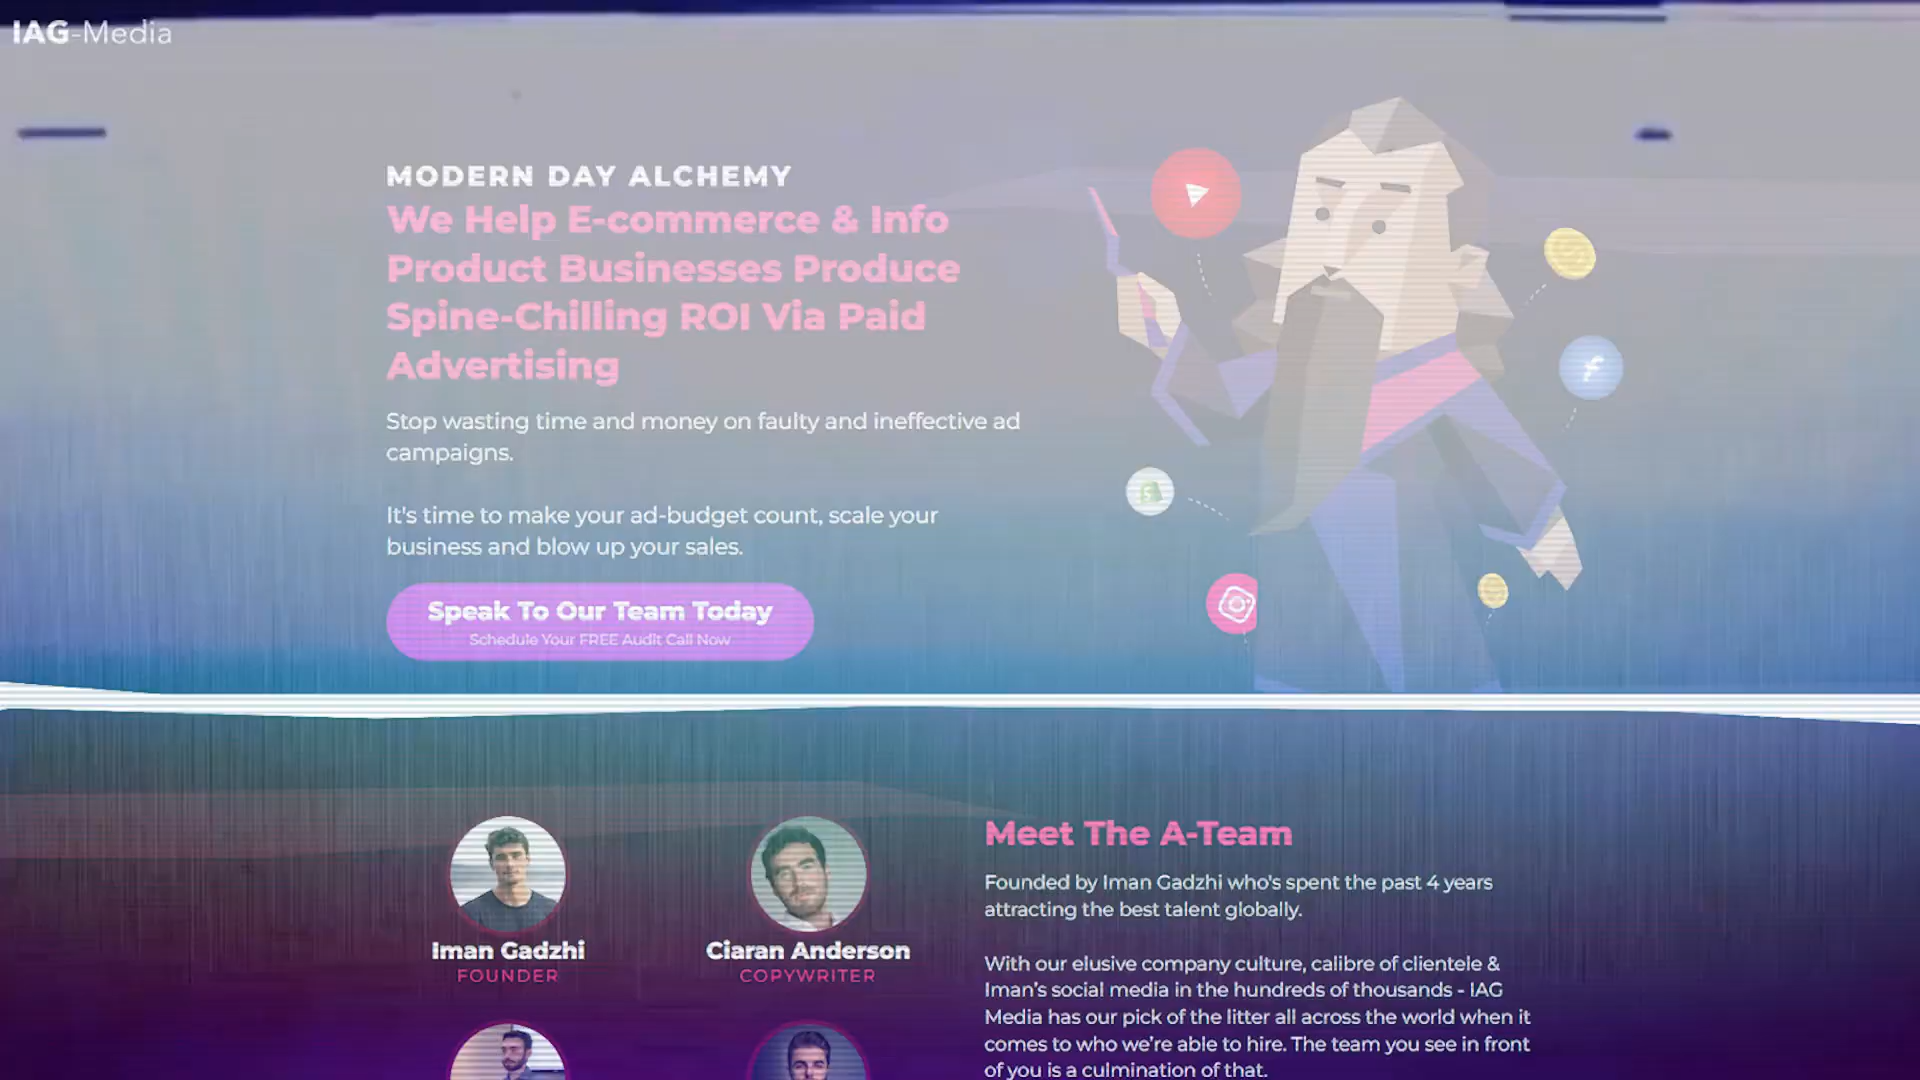 IAG-Media
MODERN DAY ALCHEMY
We Help E-commerce & Info
Product Businesses Produce
Spine-Chilling ROI Via Paid
Advertising
Stop wasting time and money on faulty and ineffective ad
campaigns.
It's time to make your ad-budget count, scale your
business and blow up your sales.
Speak To Our Team Today
Schedule Your FREE Audit Call Now
Iman Gadzhi
FOUNDER
Ciaran Anderson
COPYWRITER
Meet The A-Team
Founded by Iman Gadzhi who's spent the past 4 years
attracting the best talent globally.
With our elusive company culture, calibre of clientele &
Iman’s social media in the hundreds of thousands - IAG
Media has our pick of the litter all across the world when it
comes to who we’re able to hire. The team you see in front
of you is a culmination of that.